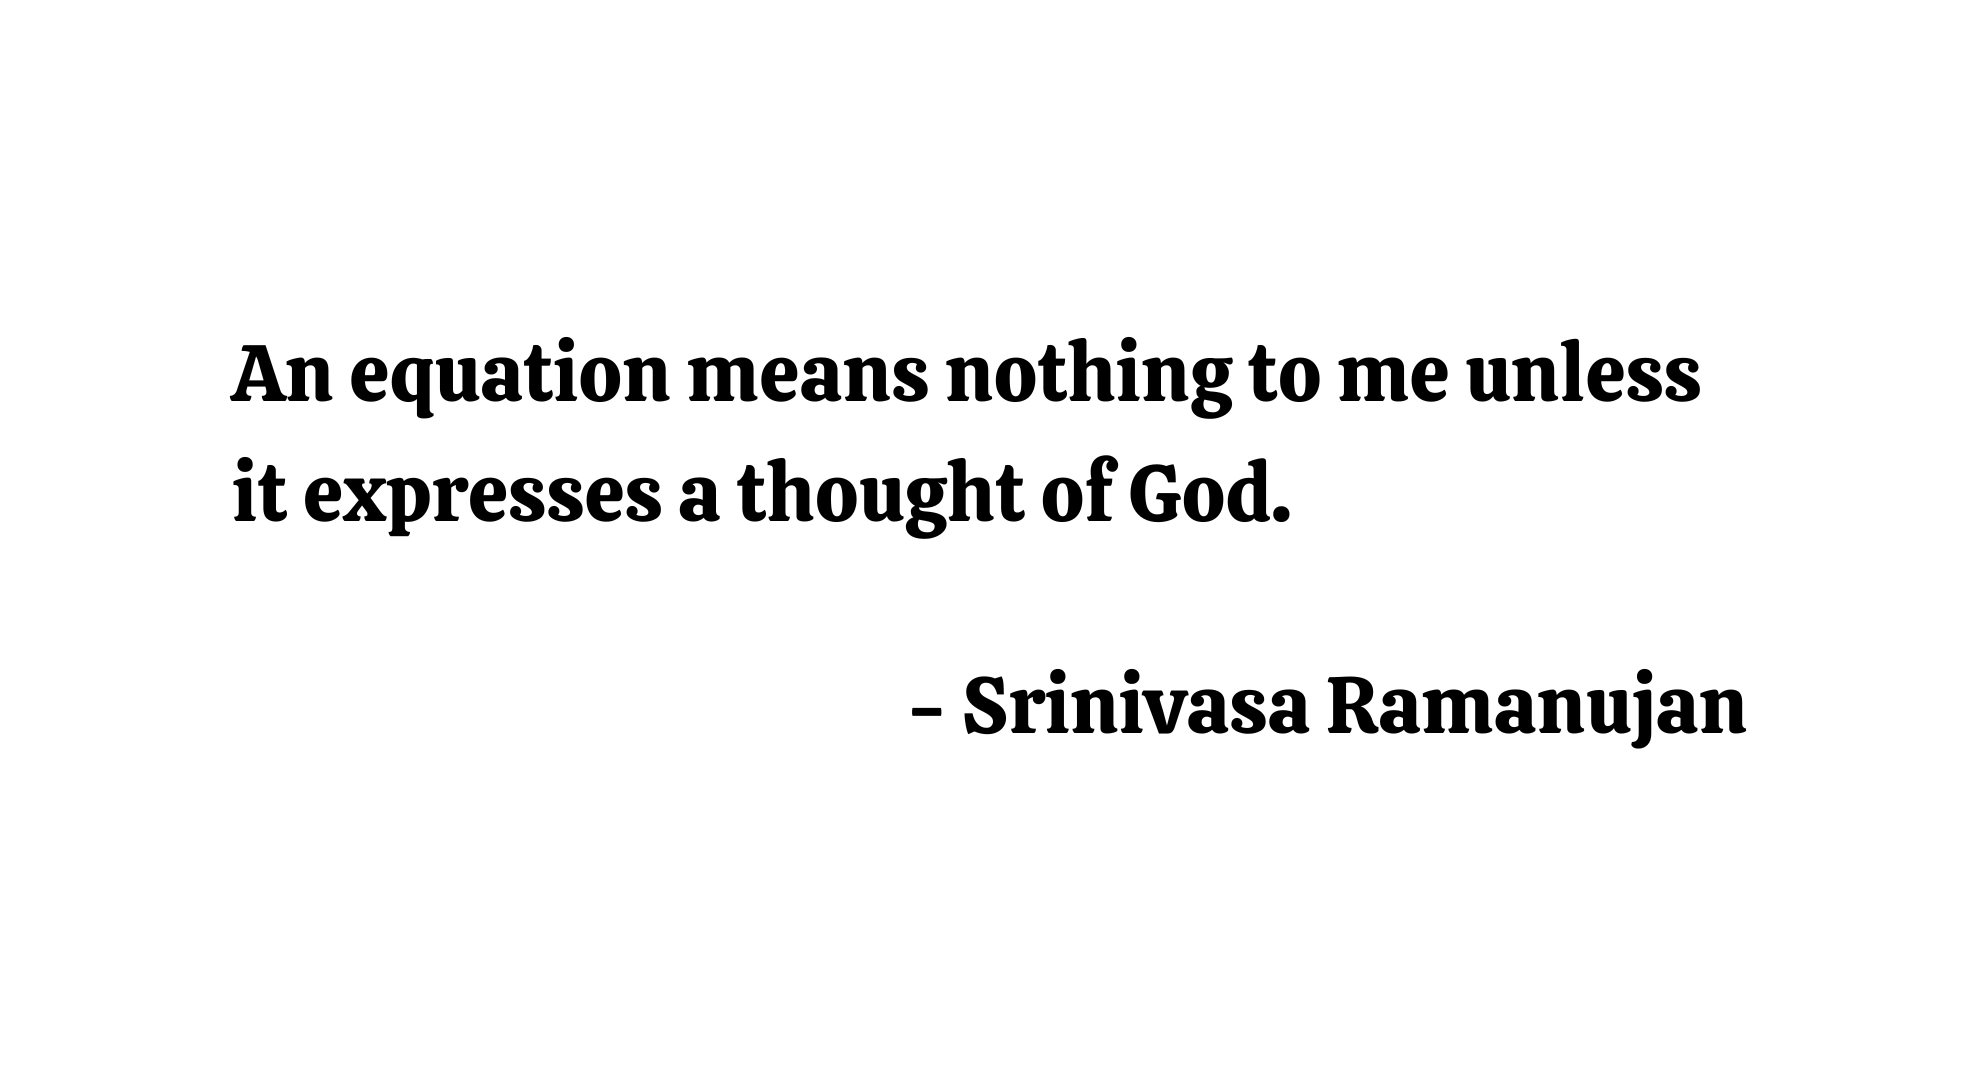 An equation means nothing to me unless
it expresses a thought of God.
- Srinivasa Ramanujan